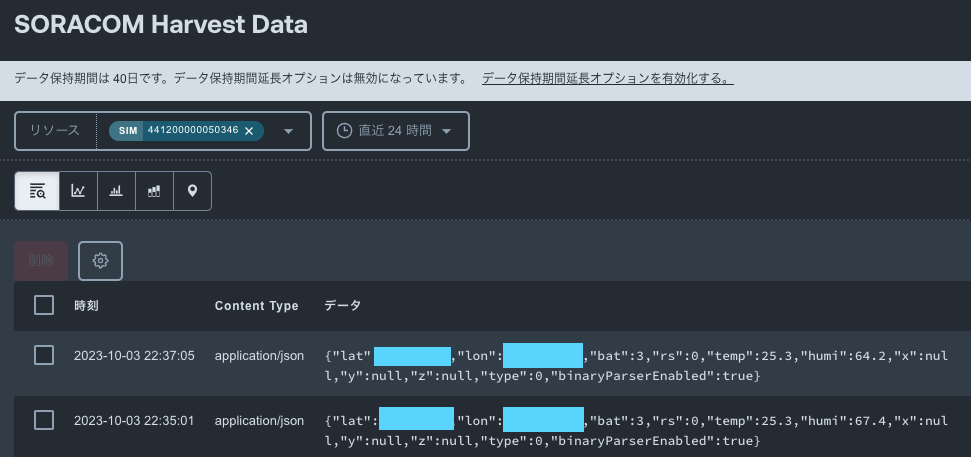 SORACOM Harvest Data
データ保持期間は 40日です。データ保持期間延長オプションは無効になっています。 データ保持期間延長オプションを有効化する。
リソース SIM 441200000050346 × 直近 24 時間
削除
時刻 Content Type データ
2023-10-03 22:37:05 application/json {"lat" ,"lon": ,"bat":3,"rs":0,"temp":25.3,"humi":64.2,"x":nul
l,"y":null,"z":null,"type":0,"binaryParserEnabled":true}
2023-10-03 22:35:01 application/json {"lat": ,"lon": ,"bat":3,"rs":0,"temp":25.3,"humi":67.4,"x":nul
l,"y":null,"z":null,"type":0,"binaryParserEnabled":true}